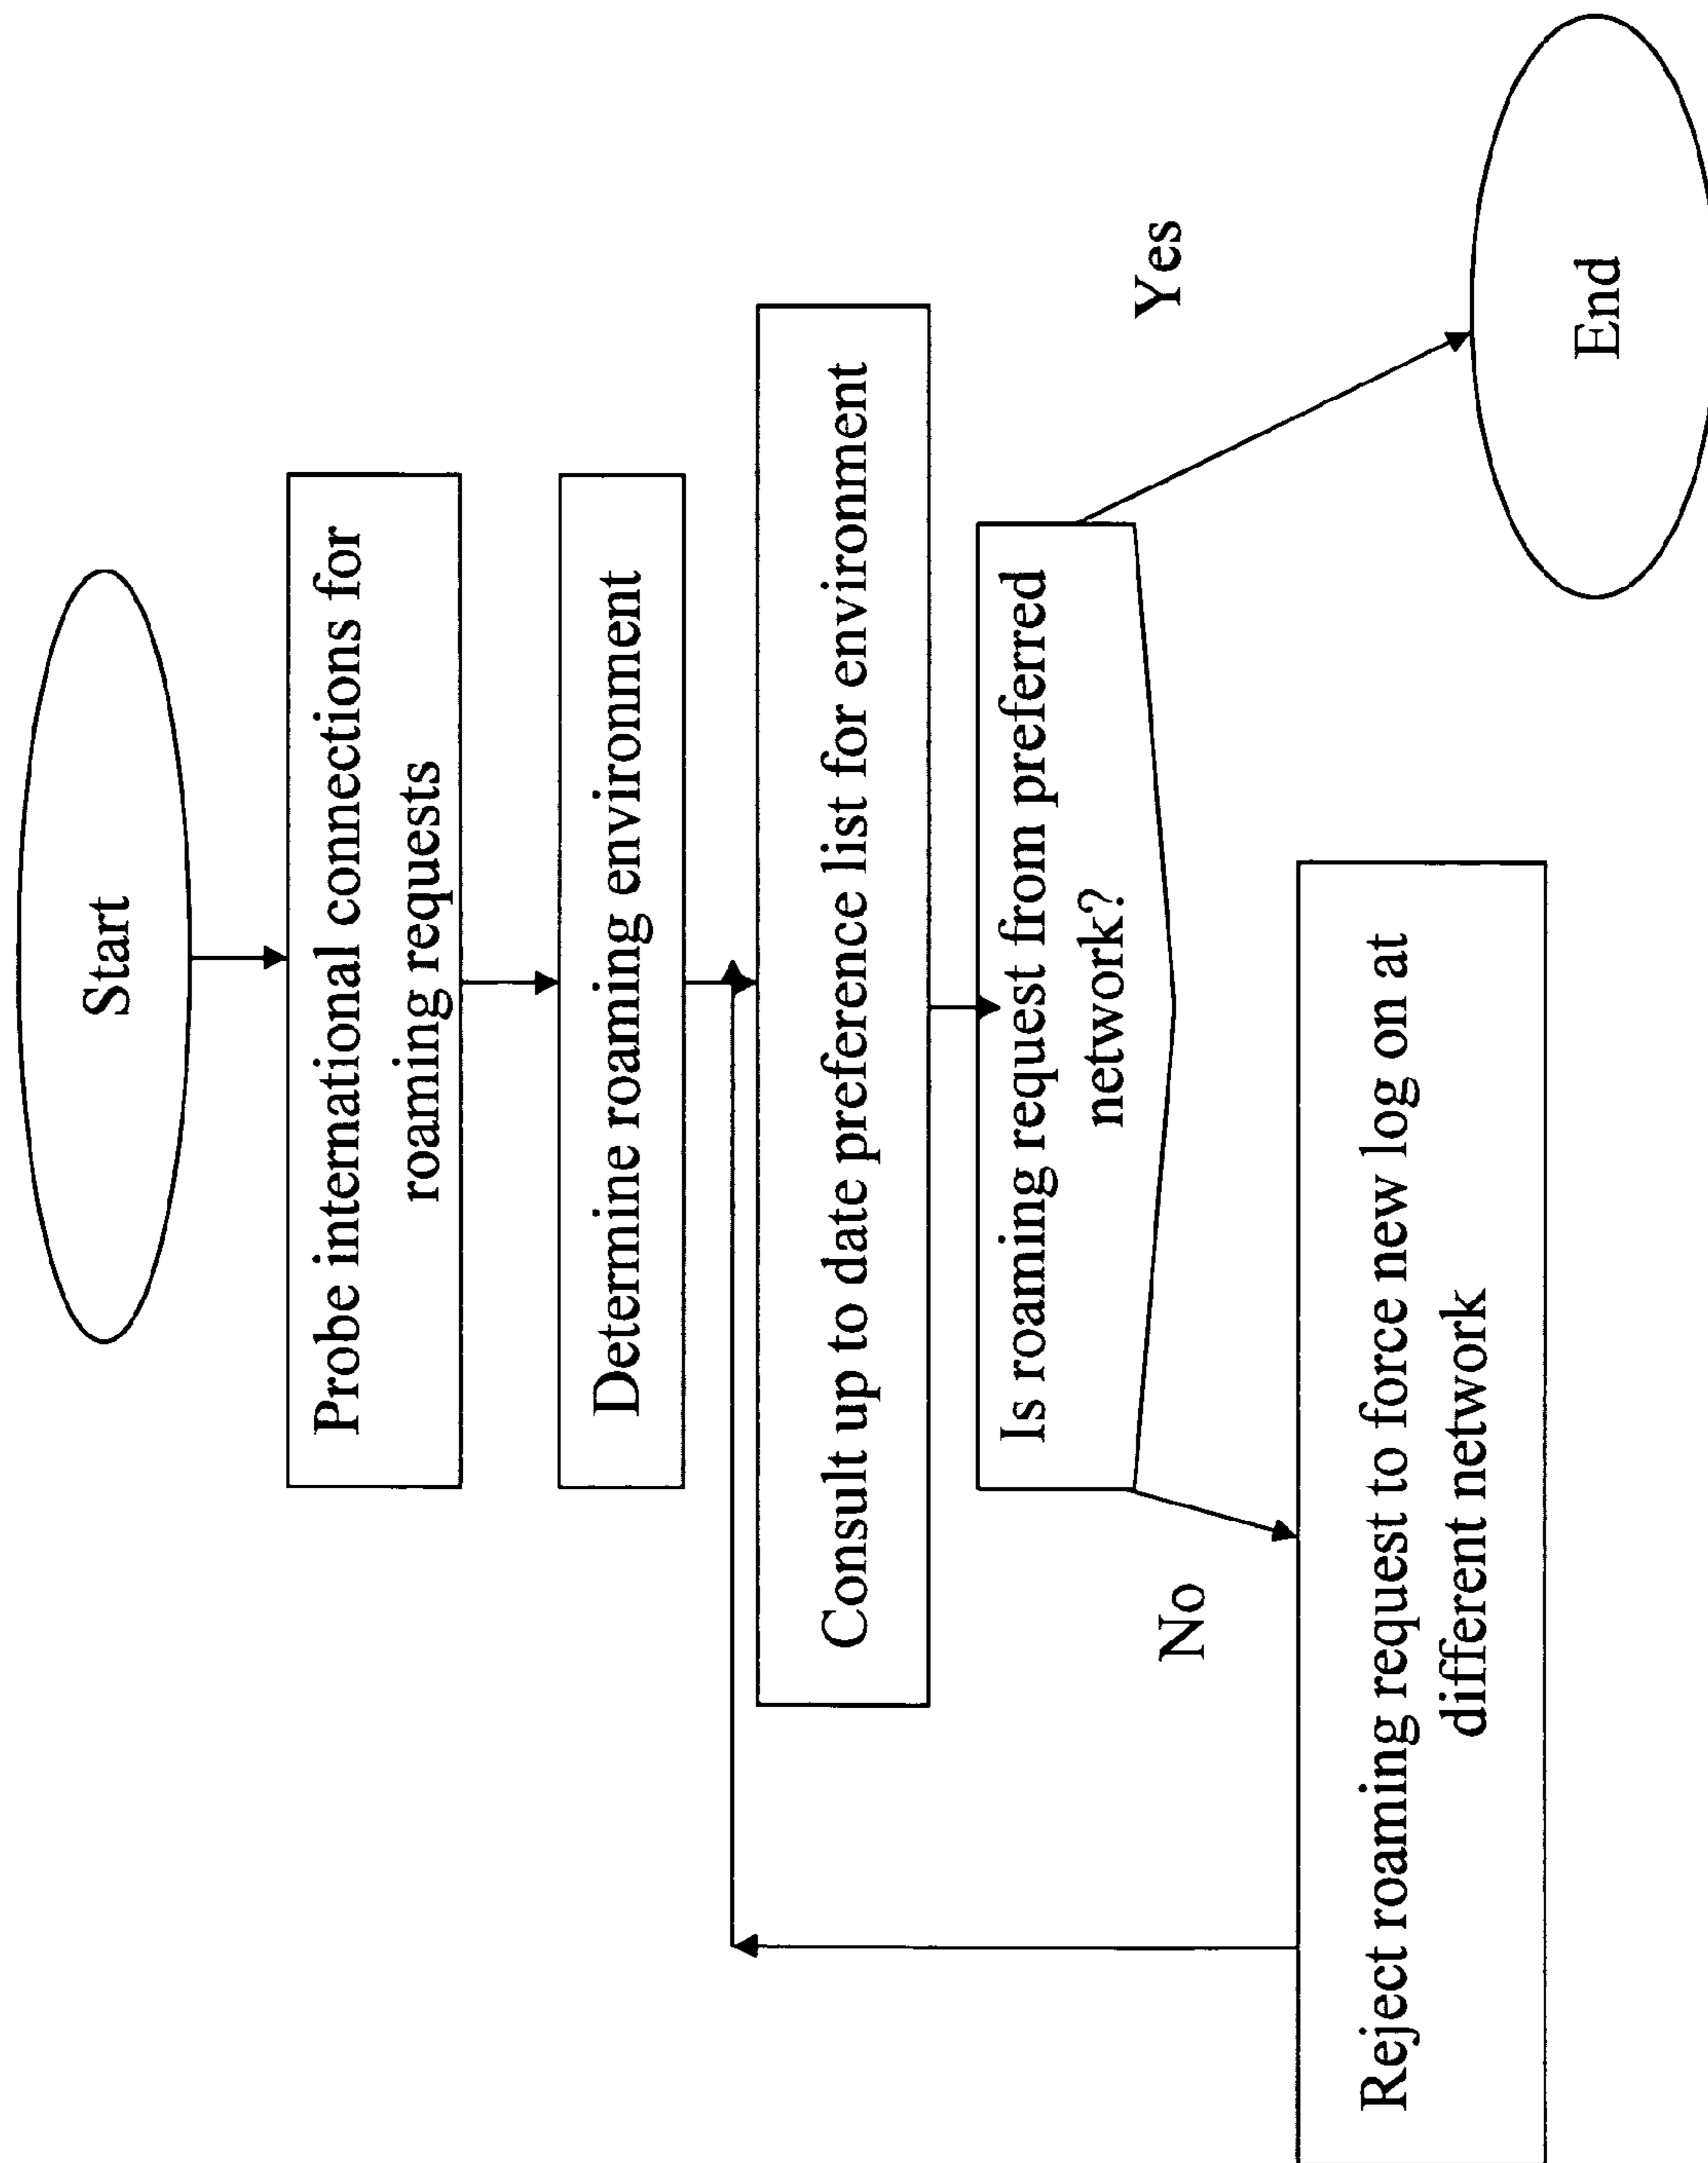 Start
Probe international connections for
roaming requests
Determine roaming environment
Consult up to date preference list for environment
Is roaming request from preferred
network?
No
Yes
Reject roaming request to force new log on at
different network
End